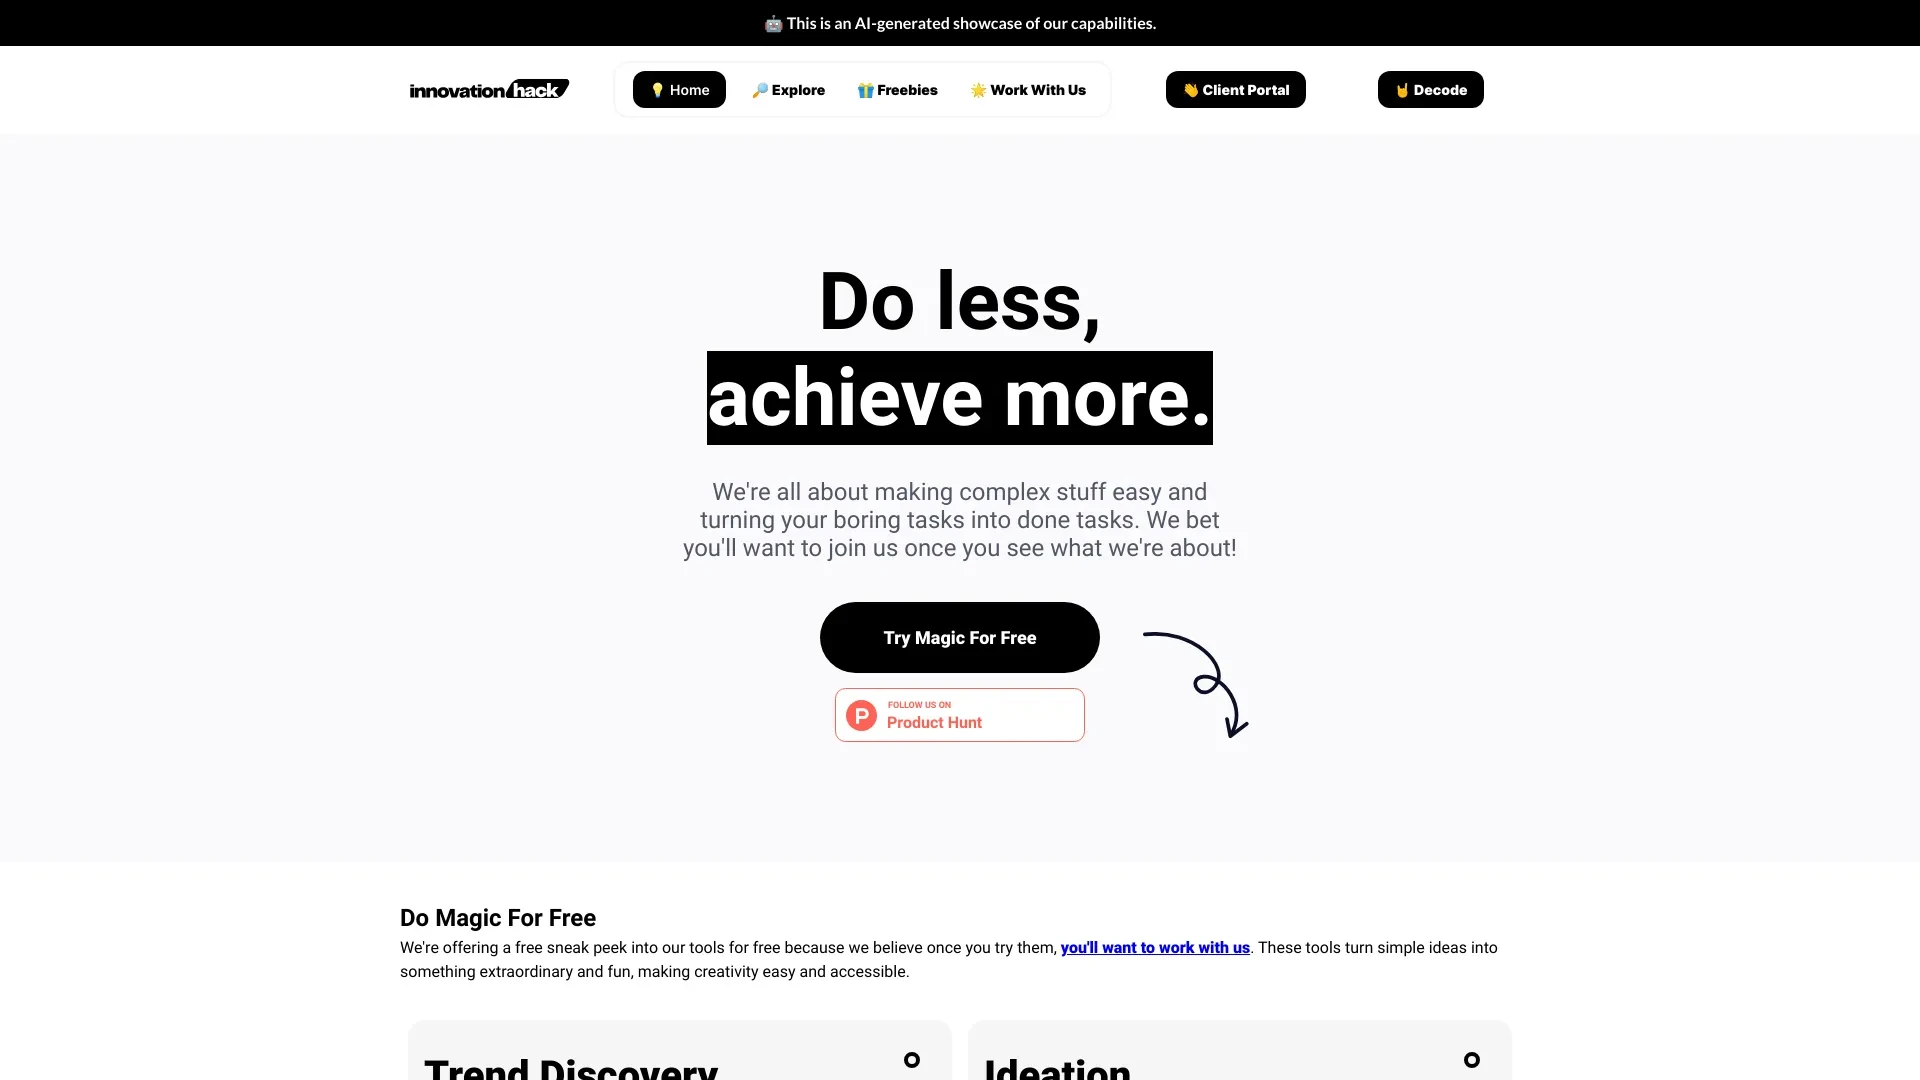 🤖 This is an AI-generated showcase of our capabilities.
innovation hack
💡 Home
🔎 Explore
🎁 Freebies
🌟 Work With Us
👋 Client Portal
🤘 Decode
Do less,
achieve more.
We're all about making complex stuff easy and
turning your boring tasks into done tasks. We bet
you'll want to join us once you see what we're about!
Try Magic For Free
P
FOLLOW US ON
Product Hunt
Do Magic For Free
We're offering a free sneak peek into our tools for free because we believe once you try them, you'll want to work with us. These tools turn simple ideas into
something extraordinary and fun, making creativity easy and accessible.
Trend Discovery
Ideation